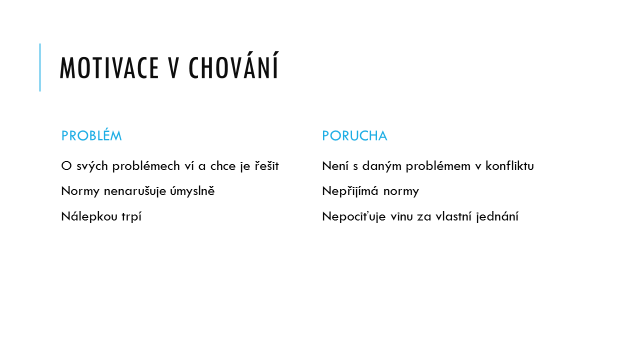 MOTIVACE V CHOVÁNÍ
PROBLÉM
O svých problémech ví a chce je řešit
Normy nenarušuje úmyslně
Nálepkou trpí
PORUCHA
Není s daným problémem v konfliktu
Nepřijímá normy
Nepociťuje vinu za vlastní jednání